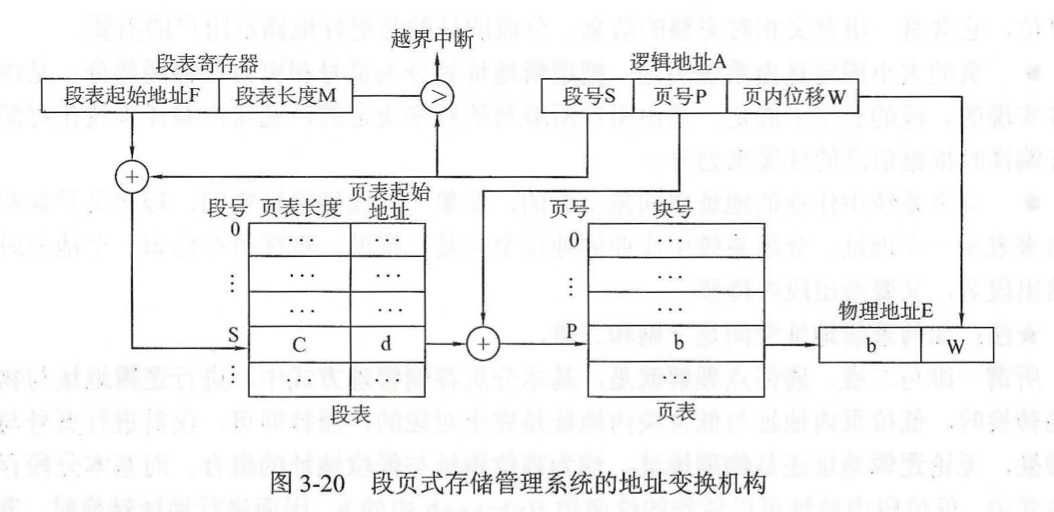 越界中断
段表寄存器
逻辑地址A
段表起始地址F 段表长度M
>
段号S 页号P 页内位移W
+
页表起始
段号 页表长度 地址
页号 块号
0
0
⋮ … …
⋮ …
… …
…
物理地址E
S C d
+
P b
b W
段表
页表
图 3-20 段页式存储管理系统的地址变换机构